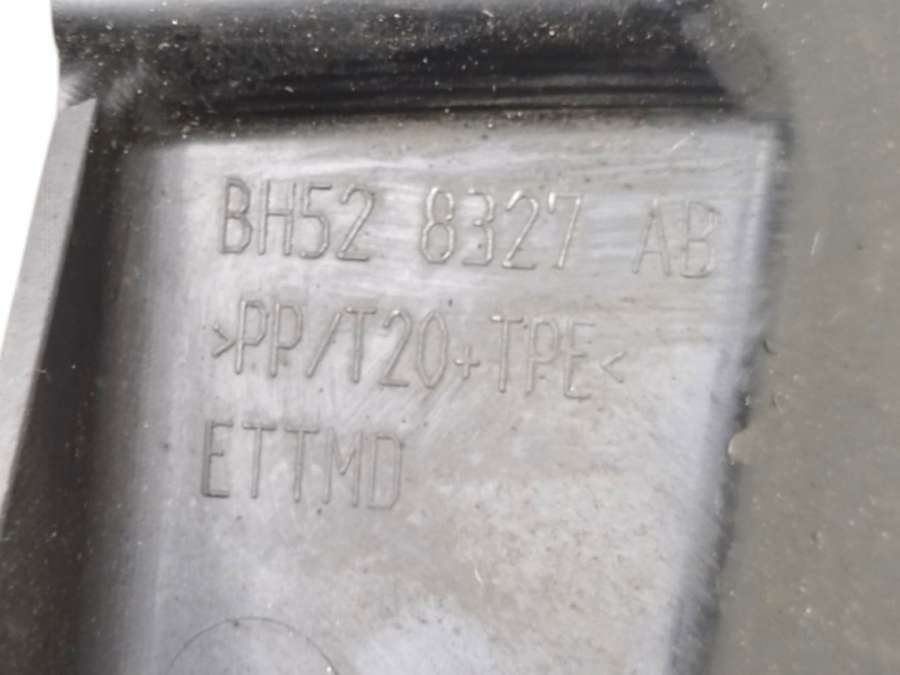 BH52 8327 AB
>PP/T20+TPE<
ETTMD